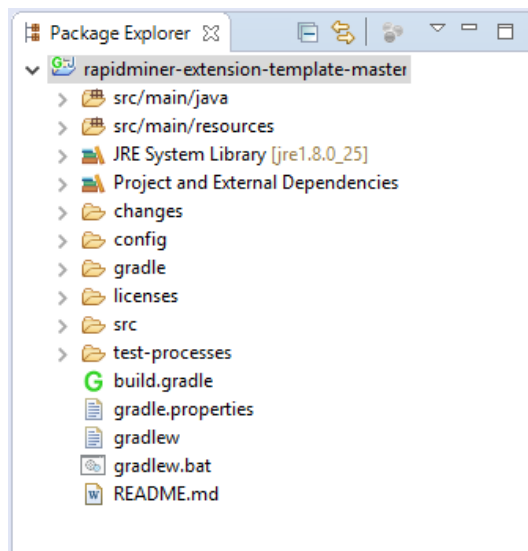 Package Explorer
rapidminer-extension-template-master
src/main/java
src/main/resources
JRE System Library [jre1.8.0_25]
Project and External Dependencies
changes
config
gradle
licenses
src
test-processes
build.gradle
gradle.properties
gradlew
gradlew.bat
README.md